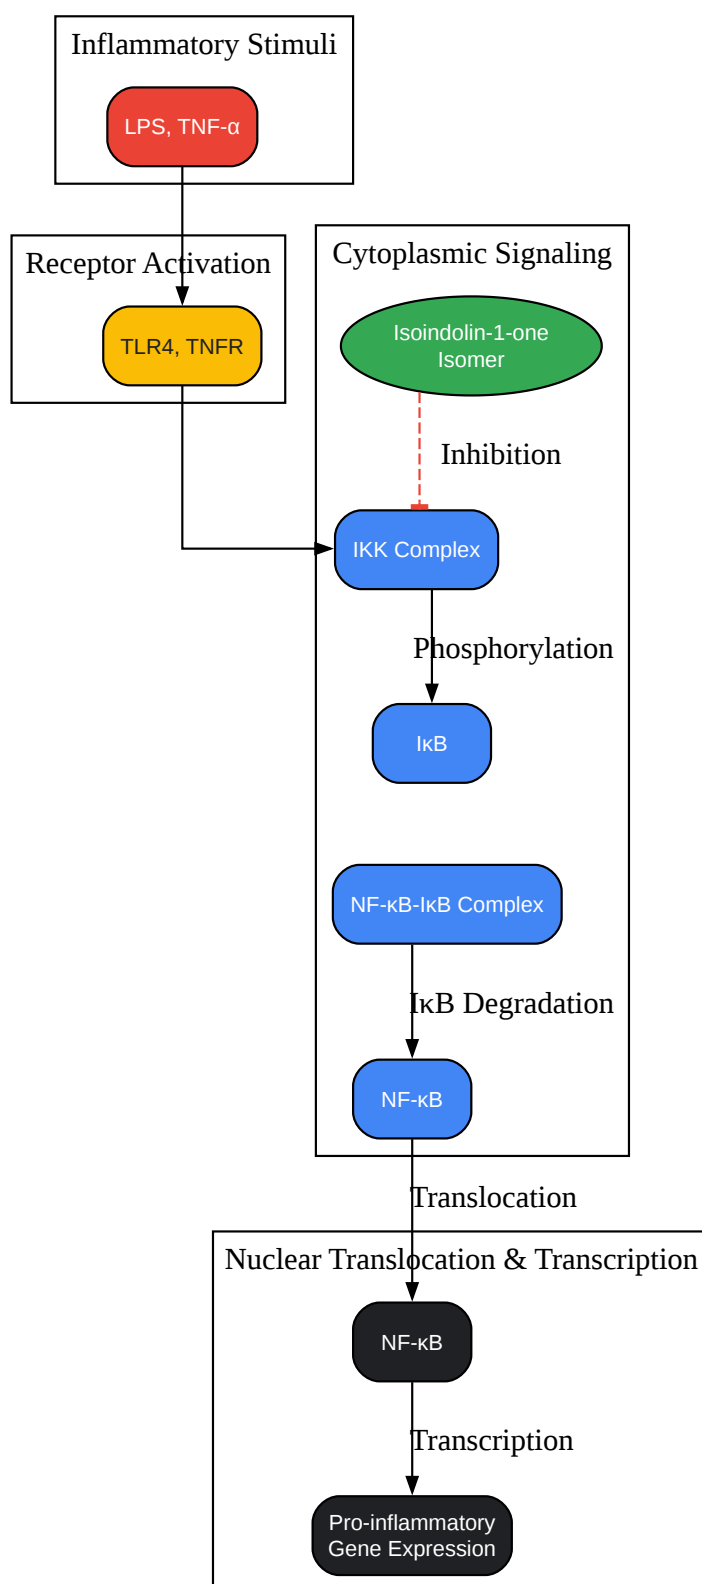 Inflammatory Stimuli
LPS, TNF-α
Receptor Activation
TLR4, TNFR
Cytoplasmic Signaling
Isoindolin-1-one
Isomer
Inhibition
IKK Complex
Phosphorylation
IκB
NF-κB-IκB Complex
IκB Degradation
NF-κB
Translocation
Nuclear Translocation & Transcription
NF-κB
Transcription
Pro-inflammatory
Gene Expression